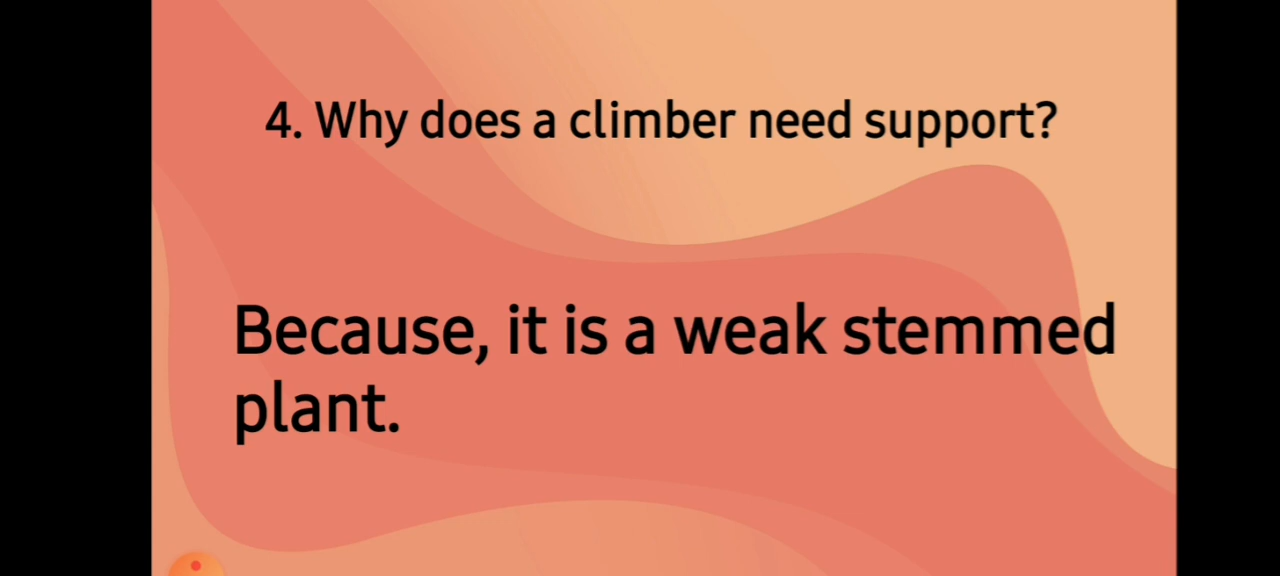 4. Why does a climber need support?
Because, it is a weak stemmed
plant.